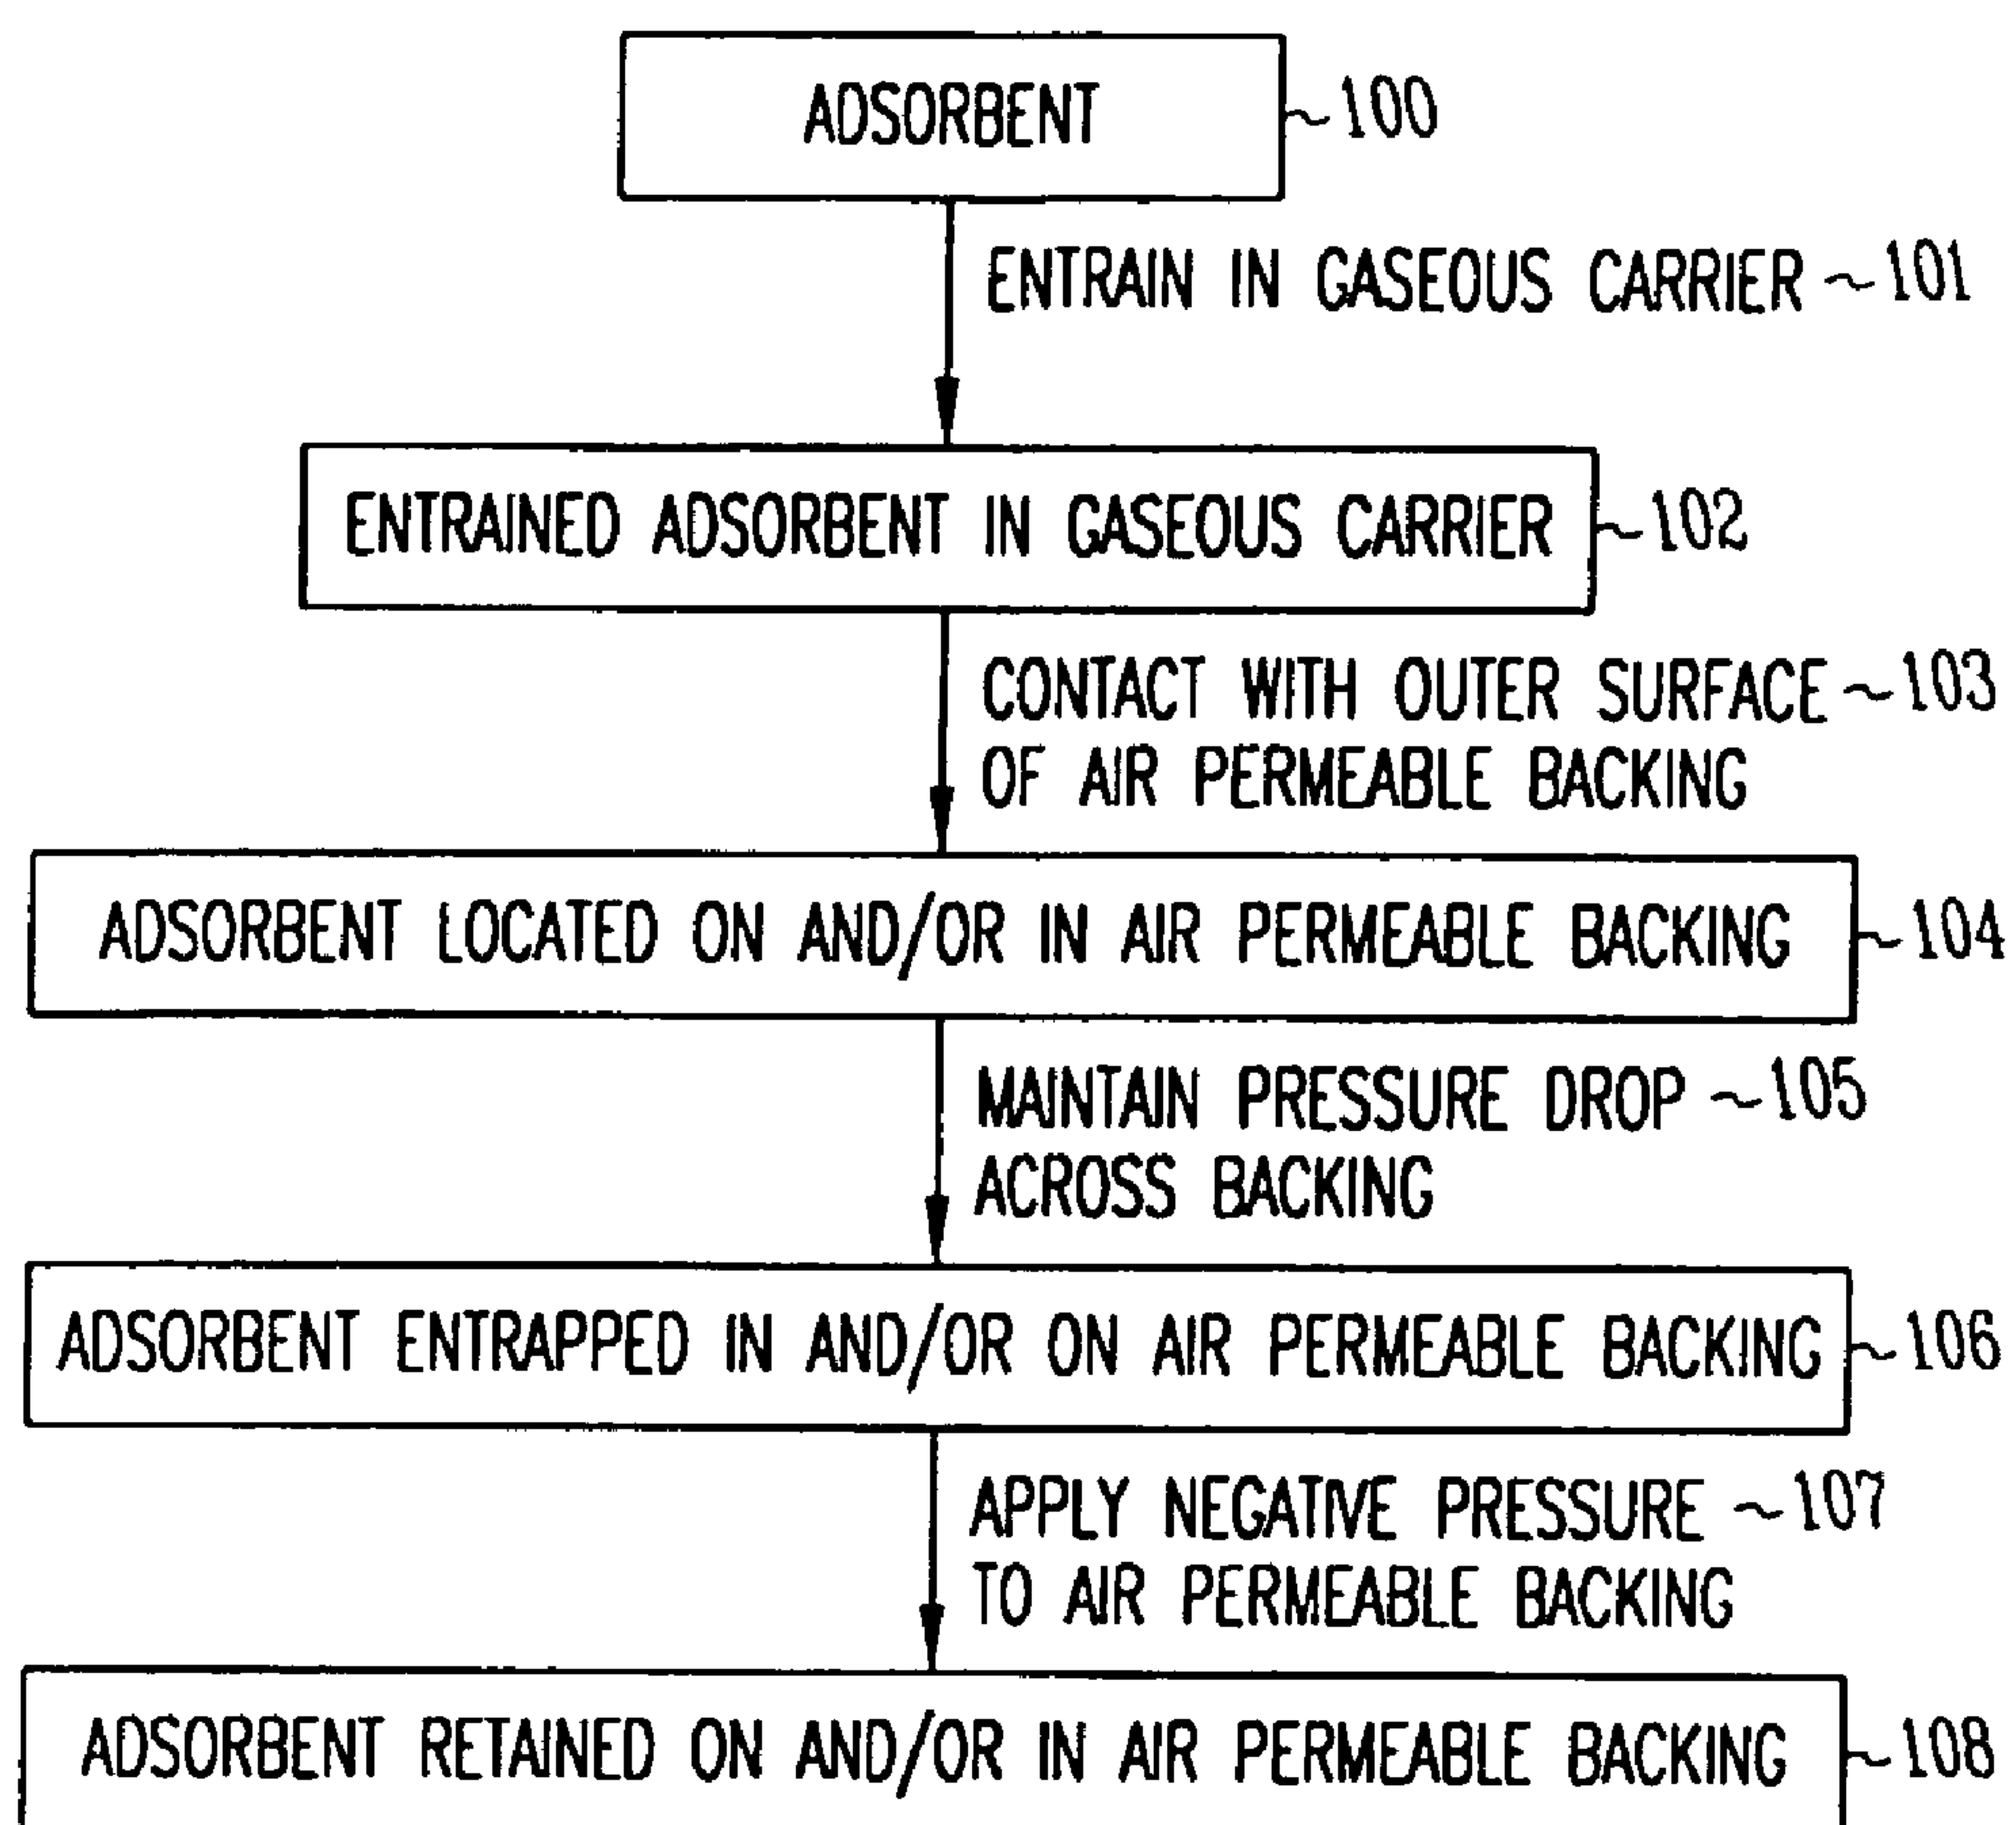 ADSORBENT ~100
ENTRAIN IN GASEOUS CARRIER ~101
ENTRAINED ADSORBENT IN GASEOUS CARRIER ~102
CONTACT WITH OUTER SURFACE ~103
OF AIR PERMEABLE BACKING
ADSORBENT LOCATED ON AND/OR IN AIR PERMEABLE BACKING ~104
MAINTAIN PRESSURE DROP ~105
ACROSS BACKING
ADSORBENT ENTRAPPED IN AND/OR ON AIR PERMEABLE BACKING ~106
APPLY NEGATIVE PRESSURE ~107
TO AIR PERMEABLE BACKING
ADSORBENT RETAINED ON AND/OR IN AIR PERMEABLE BACKING ~108